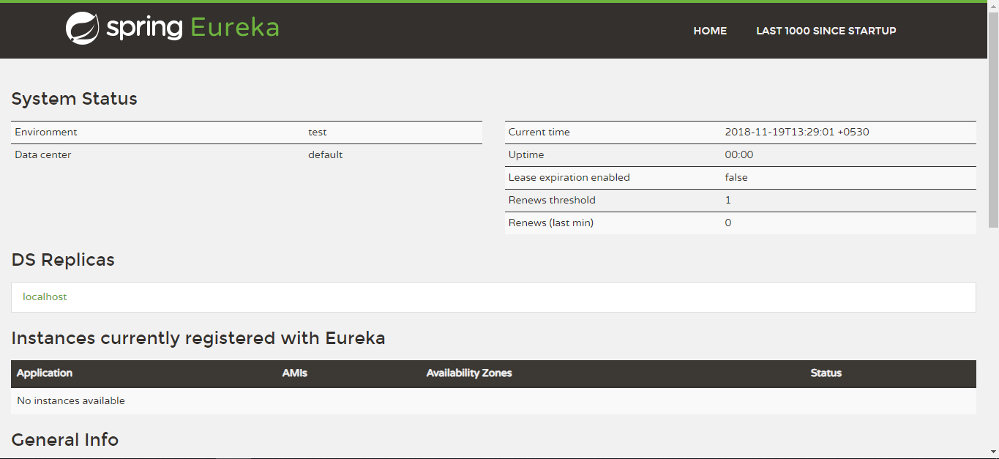 spring Eureka
HOME LAST 1000 SINCE STARTUP
System Status
Environment test
Data center default
Current time 2018-11-19T13:29:01 +0530
Uptime 00:00
Lease expiration enabled false
Renews threshold 1
Renews (last min) 0
DS Replicas
localhost
Instances currently registered with Eureka
Application AMIs Availability Zones Status
No instances available
General Info